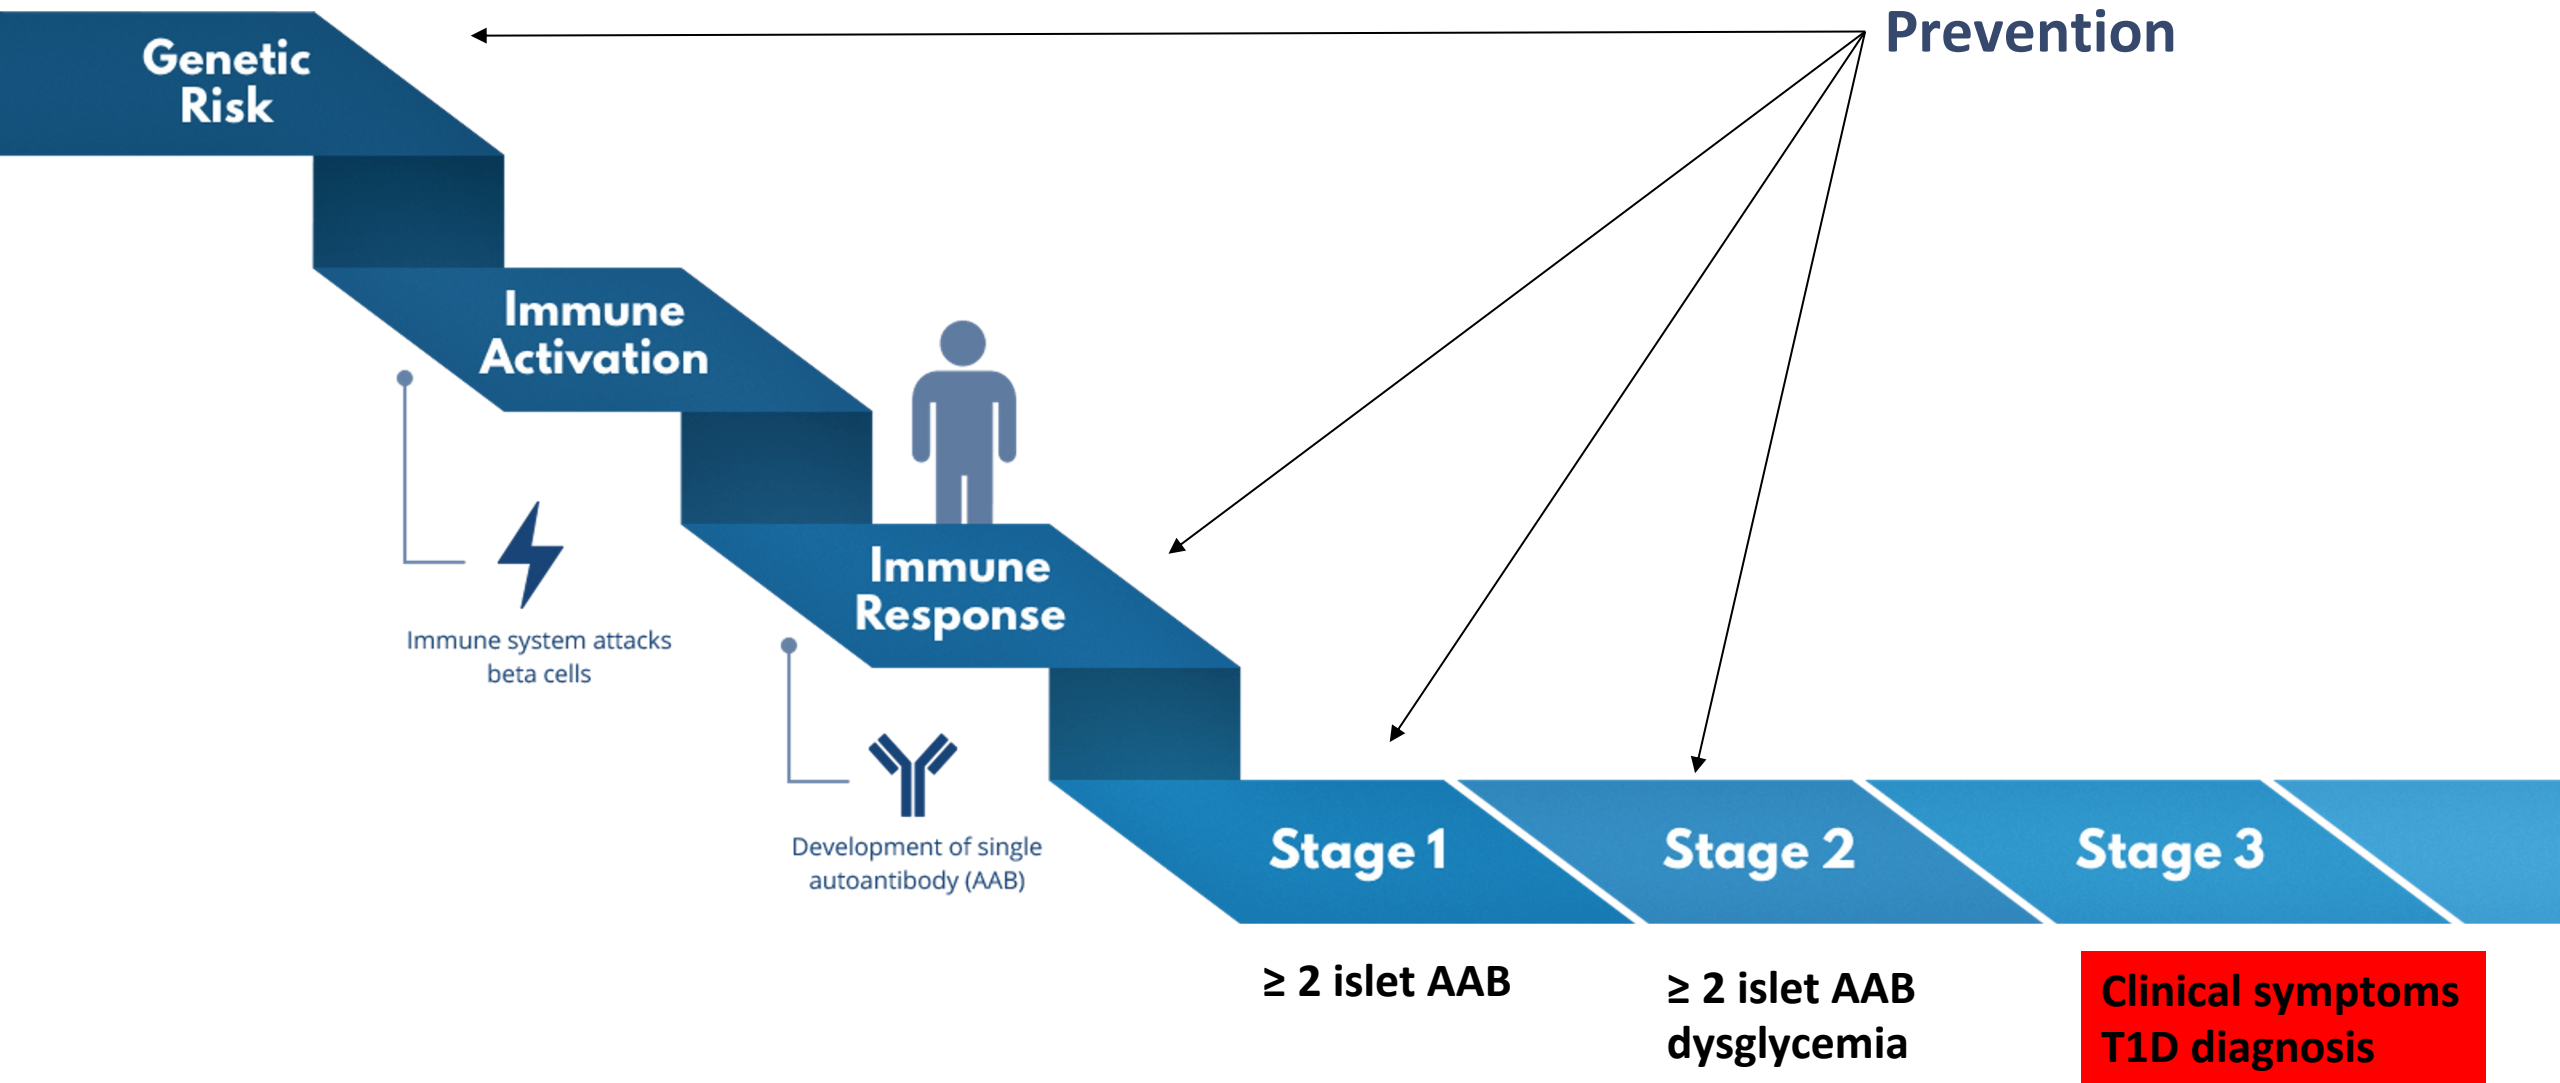 Prevention
Genetic
Risk
Immune
Activation
Immune system attacks
beta cells
Immune
Response
Development of single
autoantibody (AAB)
Stage 1
Stage 2
Stage 3
≥ 2 islet AAB
≥ 2 islet AAB
dysglycemia
Clinical symptoms
T1D diagnosis